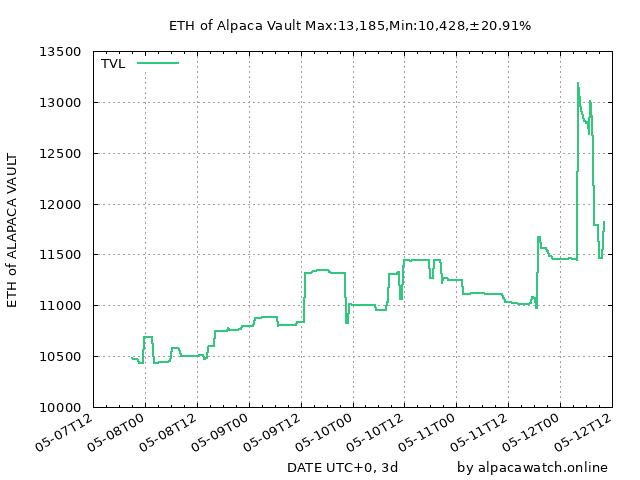 ETH of Alpaca Vault Max:13,185,Min:10,428,±20.91%
TVL
13500
13000
12500
12000
11500
11000
10500
10000
ETH of ALAPACA VAULT
05-07T12
05-08T00
05-08T12
05-09T00
05-09T12
05-10T00
05-10T12
05-11T00
05-11T12
05-12T00
05-12T12
DATE UTC+0, 3d
by alpacawatch.online